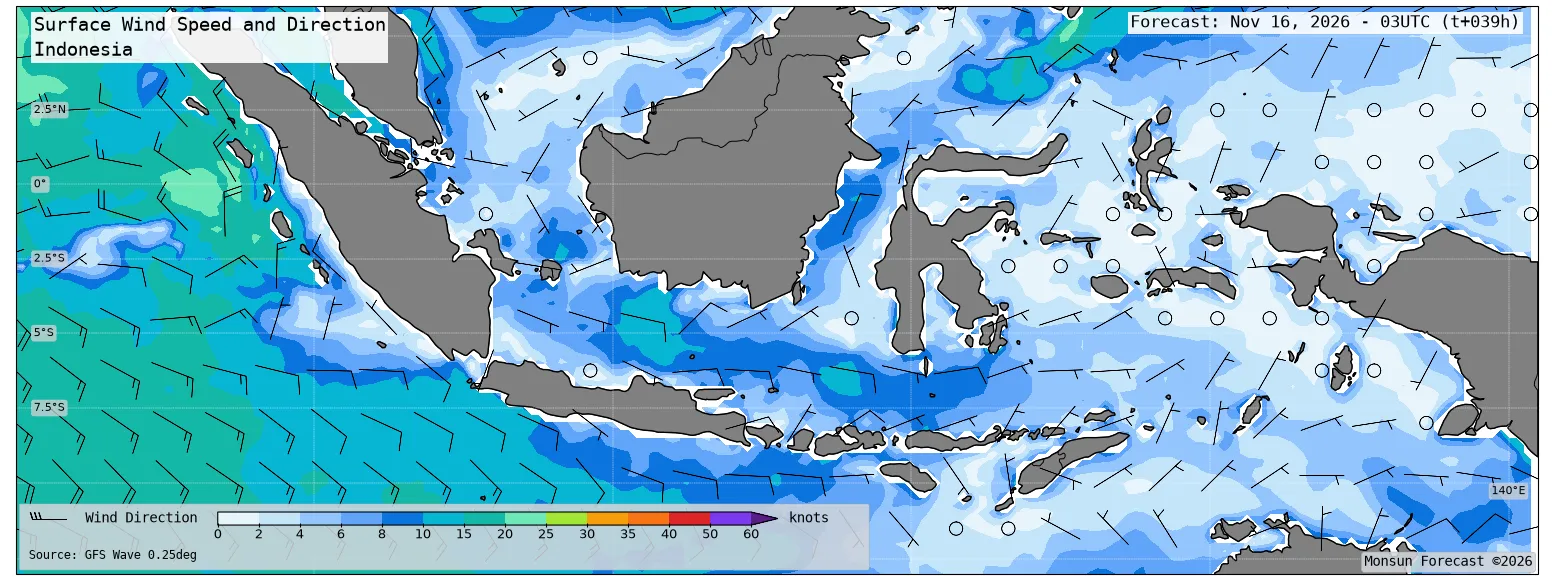 Surface Wind Speed and Direction
Indonesia
Forecast: Nov 16, 2026 - 03UTC (t+039h)
2.5°N
0°
2.5°S
5°S
7.5°S
140°E
Wind Direction
0 2 4 6 8 10 15 20 25 30 35 40 50 60
knots
Source: GFS Wave 0.25deg
Monsun Forecast ©2026